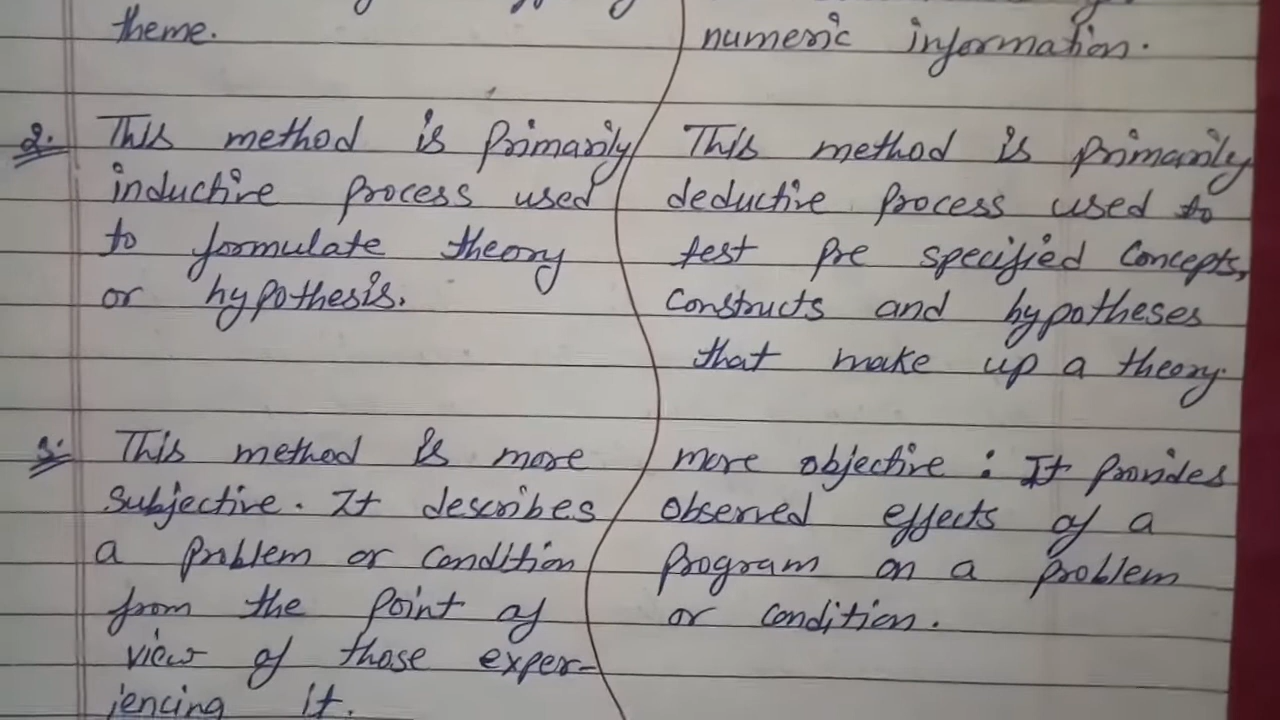 theme.
2. This method is primarily
inductive process used
to formulate theory
or hypothesis.
3. This method is more
subjective. It describes
a problem or condition
from the point of
view of those exper-
iencing it.
numeric information.
This method is primarily
deductive process used to
test pre specified concepts,
constructs and hypotheses
that make up a theory.
more objective : It provides
observed effects of a
program on a problem
or condition.